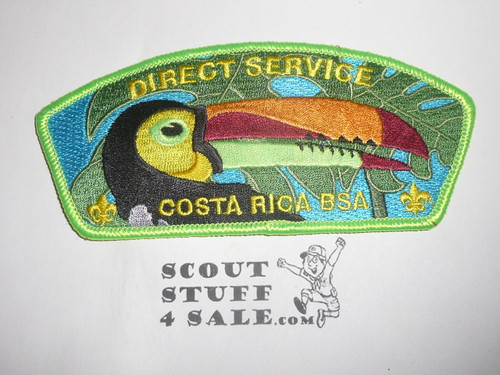 DIRECT SERVICE
COSTA RICA BSA
SCOUT
STUFF
4 SALE.COM